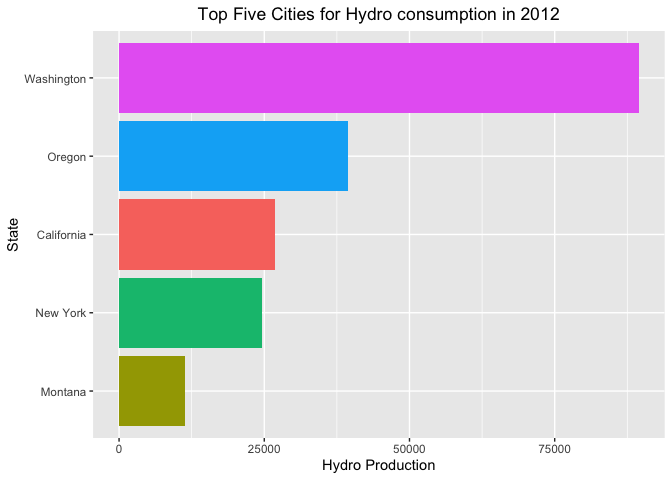 Top Five Cities for Hydro consumption in 2012
State
Washington
Oregon
California
New York
Montana
0 25000 50000 75000
Hydro Production